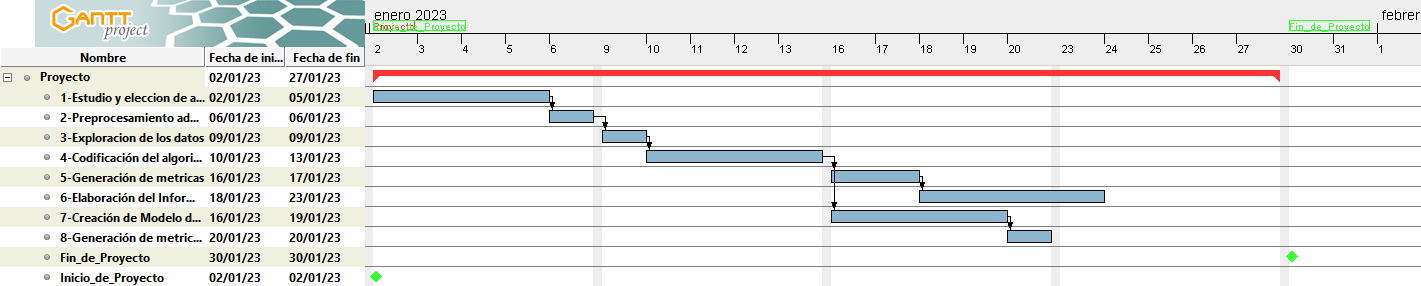 GANTT project
enero 2023
febrer
Fin_de_Proyecto
2 3 4 5 6 9 10 11 12 13 16 17 18 19 20 23 24 25 26 27 30 31 1
Nombre Fecha de ini... Fecha de fin
Proyecto 02/01/23 27/01/23
1-Estudio y eleccion de a... 02/01/23 05/01/23
2-Preprocesamiento ad... 06/01/23 06/01/23
3-Exploracion de los datos 09/01/23 09/01/23
4-Codificación del algori... 10/01/23 13/01/23
5-Generación de metricas 16/01/23 17/01/23
6-Elaboración del Infor... 18/01/23 23/01/23
7-Creación de Modelo d... 16/01/23 19/01/23
8-Generación de metric... 20/01/23 20/01/23
Fin_de_Proyecto 30/01/23 30/01/23
Inicio_de_Proyecto 02/01/23 02/01/23